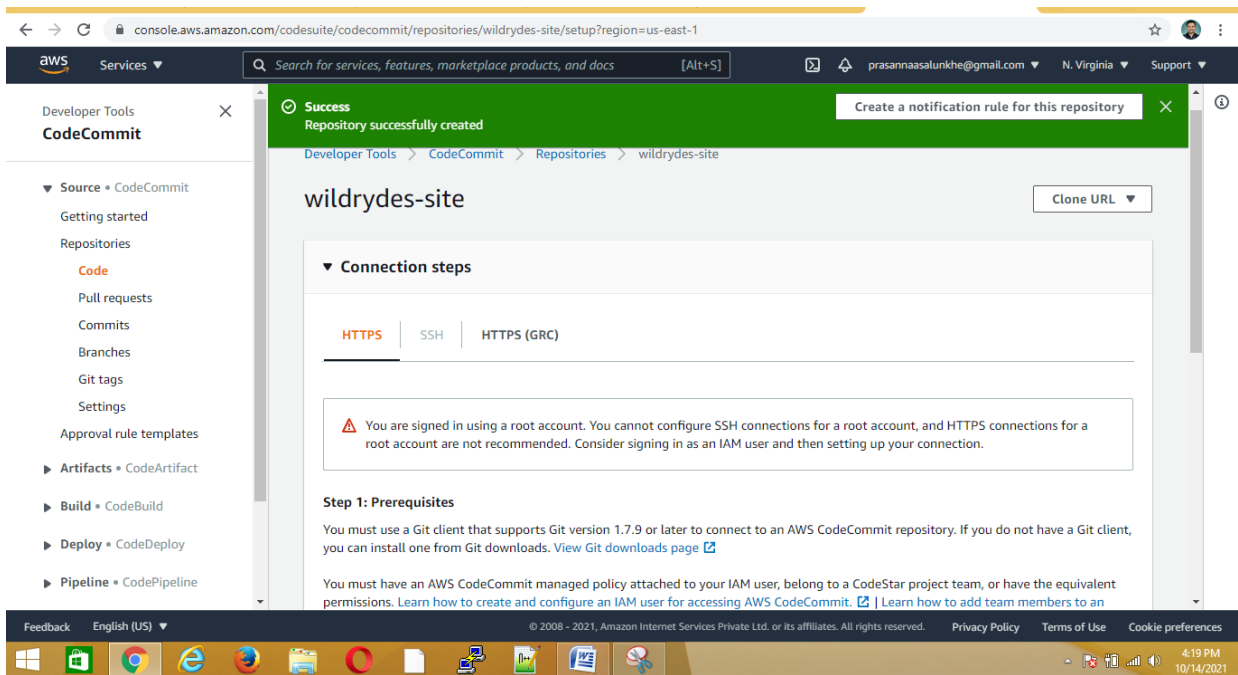 console.aws.amazon.com/codesuite/codecommit/repositories/wildrydes-site/setup?region=us-east-1
aws
Services ▼
Search for services, features, marketplace products, and docs
[Alt+S]
prasannaasalunkhe@gmail.com ▼
N. Virginia ▼
Support ▼
Developer Tools
CodeCommit
Source • CodeCommit
Getting started
Repositories
Code
Pull requests
Commits
Branches
Git tags
Settings
Approval rule templates
Artifacts • CodeArtifact
Build • CodeBuild
Deploy • CodeDeploy
Pipeline • CodePipeline
Success
Repository successfully created
Create a notification rule for this repository
Developer Tools > CodeCommit > Repositories > wildrydes-site
wildrydes-site
Clone URL ▼
▼ Connection steps
HTTPS
SSH
HTTPS (GRC)
You are signed in using a root account. You cannot configure SSH connections for a root account, and HTTPS connections for a
root account are not recommended. Consider signing in as an IAM user and then setting up your connection.
Step 1: Prerequisites
You must use a Git client that supports Git version 1.7.9 or later to connect to an AWS CodeCommit repository. If you do not have a Git client,
you can install one from Git downloads. View Git downloads page
You must have an AWS CodeCommit managed policy attached to your IAM user, belong to a CodeStar project team, or have the equivalent
permissions. Learn how to create and configure an IAM user for accessing AWS CodeCommit. | Learn how to add team members to an
Feedback
English (US) ▼
© 2008 - 2021, Amazon Internet Services Private Ltd. or its affiliates. All rights reserved.
Privacy Policy
Terms of Use
Cookie preferences
4:19 PM
10/14/2021